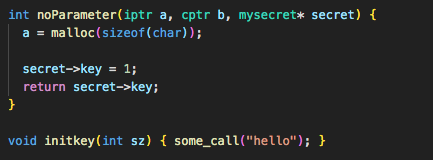 int noParameter(iptr a, cptr b, mysecret* secret) {
  a = malloc(sizeof(char));

  secret->key = 1;
  return secret->key;
}

void initkey(int sz) { some_call("hello"); }